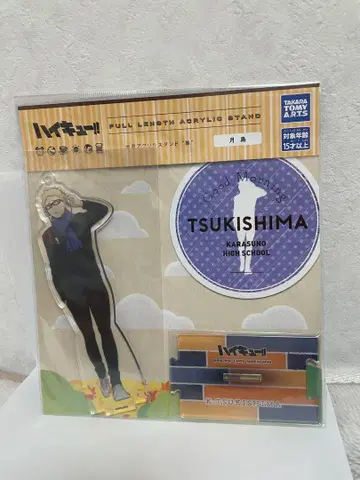 ハイキュー!!
FULL LENGTH ACRYLIC STAND
月島
TAKARA TOMY A.R.T.S
対象年齢
15才以上
Good Morning
TSUKISHIMA
KARASUNO
HIGH SCHOOL
ハイキュー!!